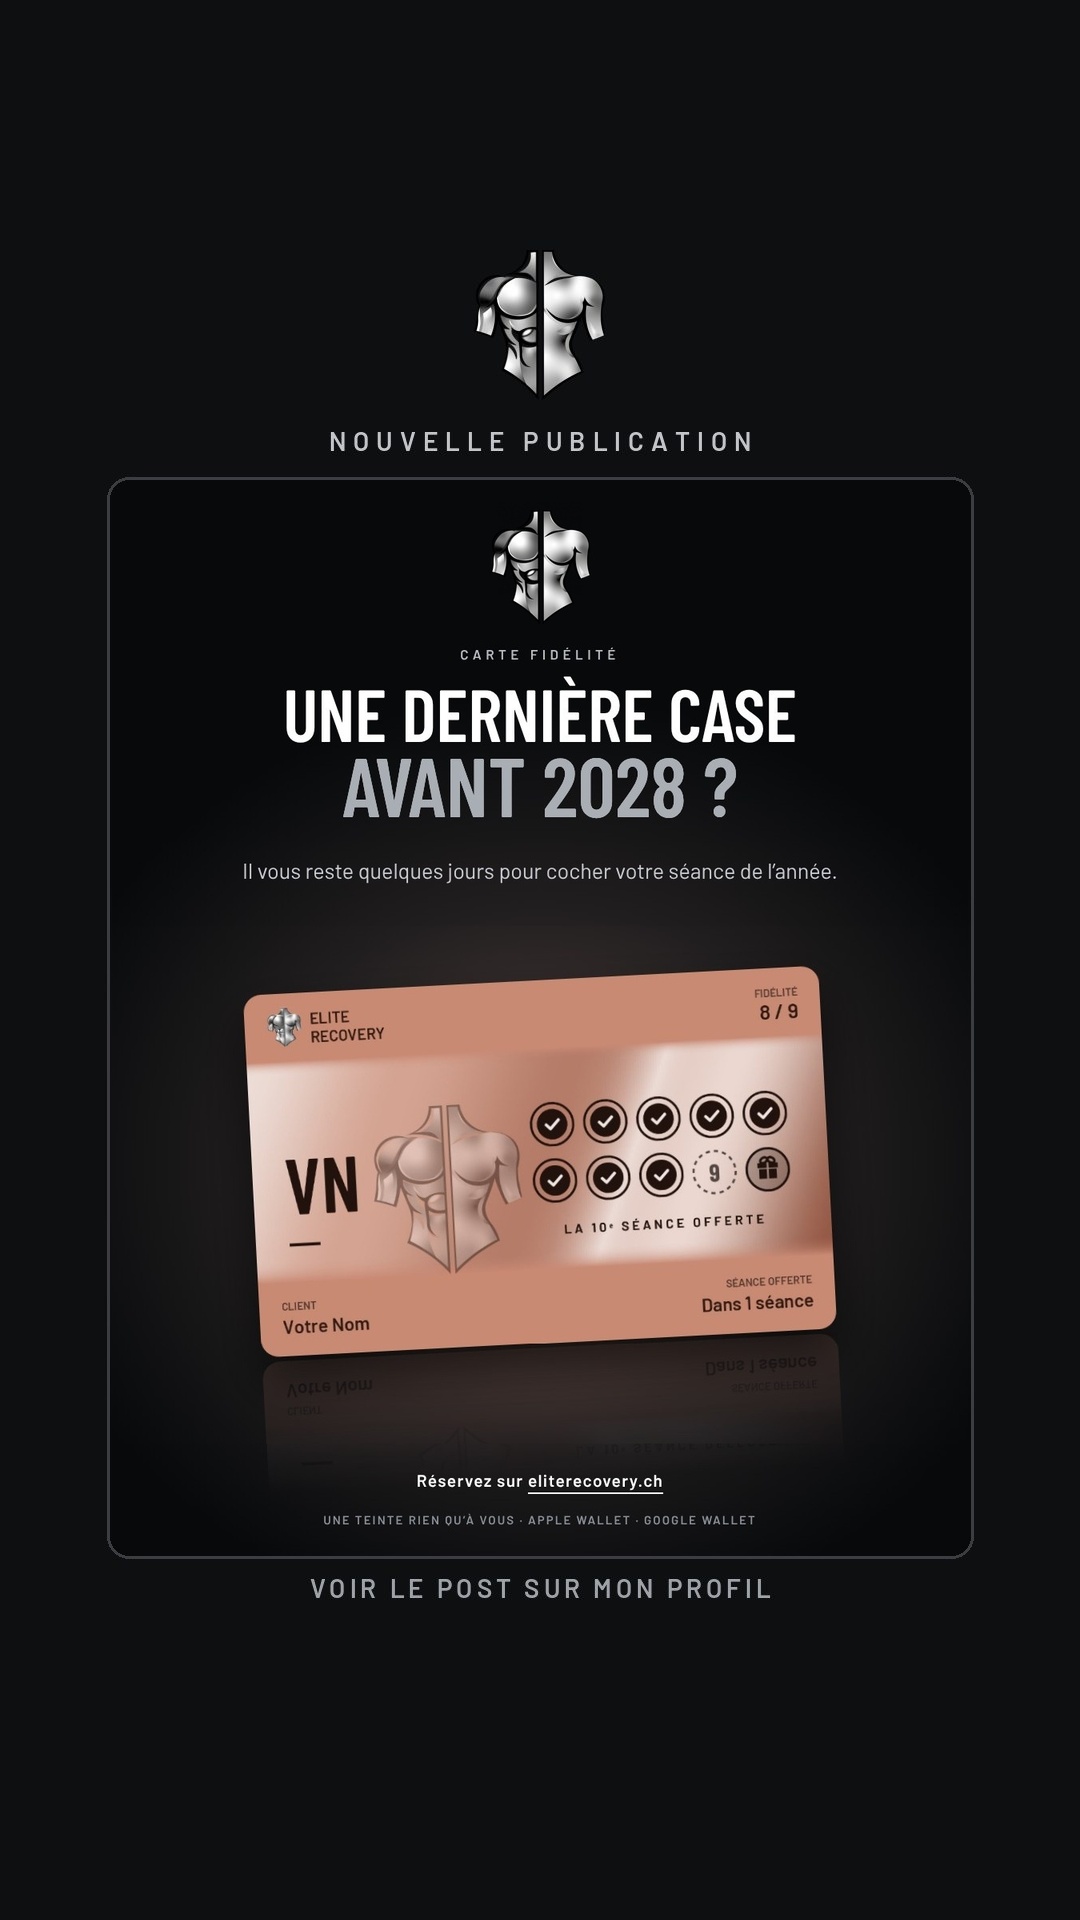 NOUVELLE PUBLICATION
CARTE FIDÉLITÉ
UNE DERNIÈRE CASE
AVANT 2028 ?
Il vous reste quelques jours pour cocher votre séance de l’année.
ELITE
RECOVERY
FIDÉLITÉ
8 / 9
VN
9
LA 10e SÉANCE OFFERTE
CLIENT
Votre Nom
SÉANCE OFFERTE
Dans 1 séance
Réservez sur eliterecovery.ch
UNE TEINTE RIEN QU’À VOUS · APPLE WALLET · GOOGLE WALLET
VOIR LE POST SUR MON PROFIL